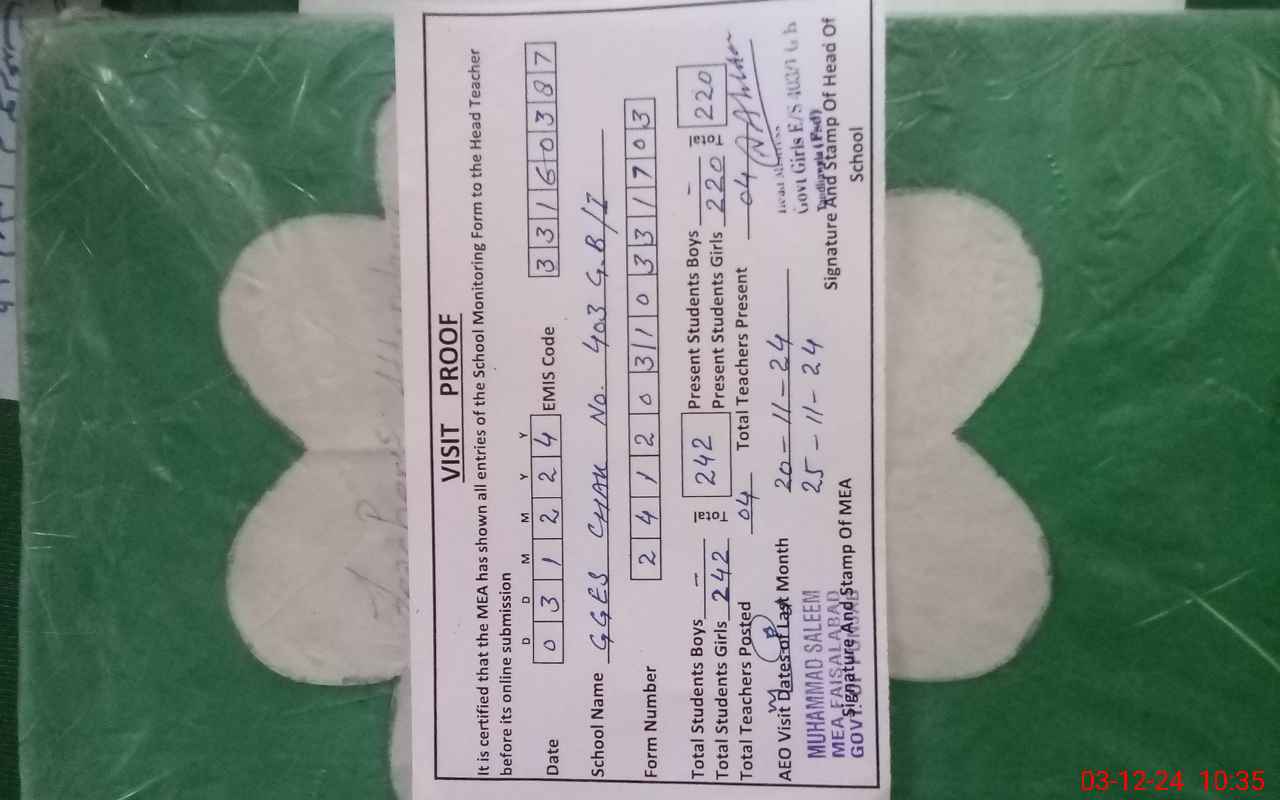 VISIT PROOF
It is certified that the MEA has shown all entries of the School Monitoring Form to the Head Teacher
before its online submission
D D M M Y Y
Date 0 3 1 2 2 4 EMIS Code 3 3 1 6 0 3 8 7
School Name GGES CHAK No. 403 G.B/I
Form Number 2 4 1 2 0 3 1 0 3 3 1 7 0 3
Total Students Boys - Total 242 Present Students Boys - Total 220
Total Students Girls 242 Present Students Girls 220
Total Teachers Posted 04 Total Teachers Present 04
AEO Visit Dates of Last Month 20-11-24
25-11-24
MUHAMMAD SALEEM
MEA FAISALABAD
GOVT. OF PUNJAB
Signature And Stamp Of MEA
Govt Girls E/S 403/1 G b
Signature And Stamp Of Head Of
School
03-12-24 10:35